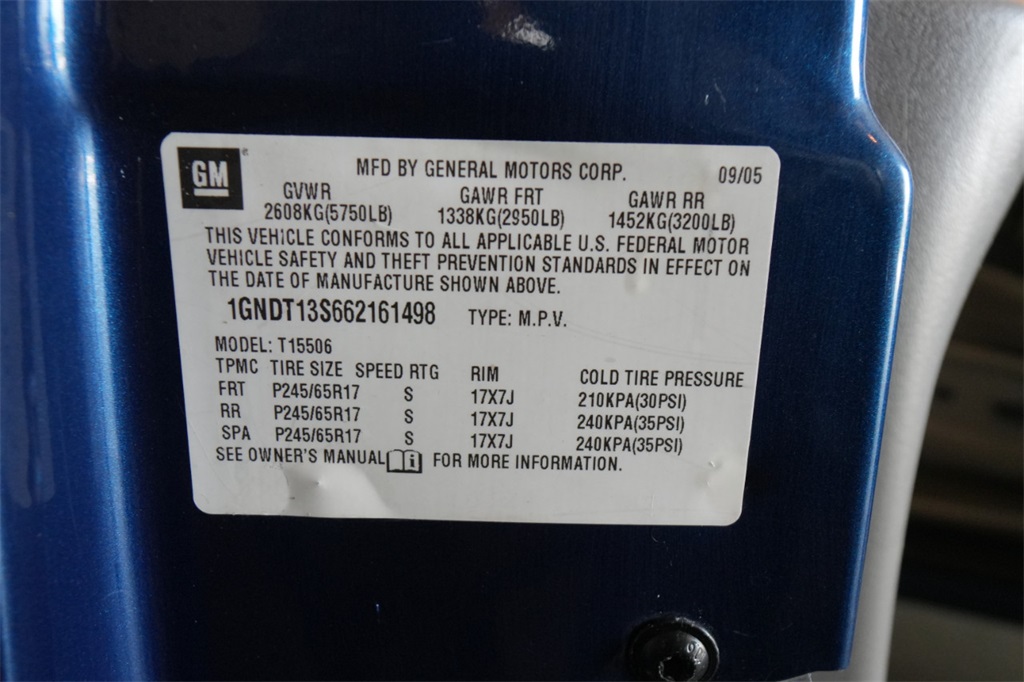 GM
MFD BY GENERAL MOTORS CORP. 09/05
GVWR GAWR FRT GAWR RR
2608KG(5750LB) 1338KG(2950LB) 1452KG(3200LB)
THIS VEHICLE CONFORMS TO ALL APPLICABLE U.S. FEDERAL MOTOR
VEHICLE SAFETY AND THEFT PREVENTION STANDARDS IN EFFECT ON
THE DATE OF MANUFACTURE SHOWN ABOVE.
1GNDT13S662161498 TYPE: M.P.V.
MODEL: T15506
TPMC TIRE SIZE SPEED RTG RIM COLD TIRE PRESSURE
FRT P245/65R17 S 17X7J 210KPA(30PSI)
RR P245/65R17 S 17X7J 240KPA(35PSI)
SPA P245/65R17 S 17X7J 240KPA(35PSI)
SEE OWNER'S MANUAL i FOR MORE INFORMATION.